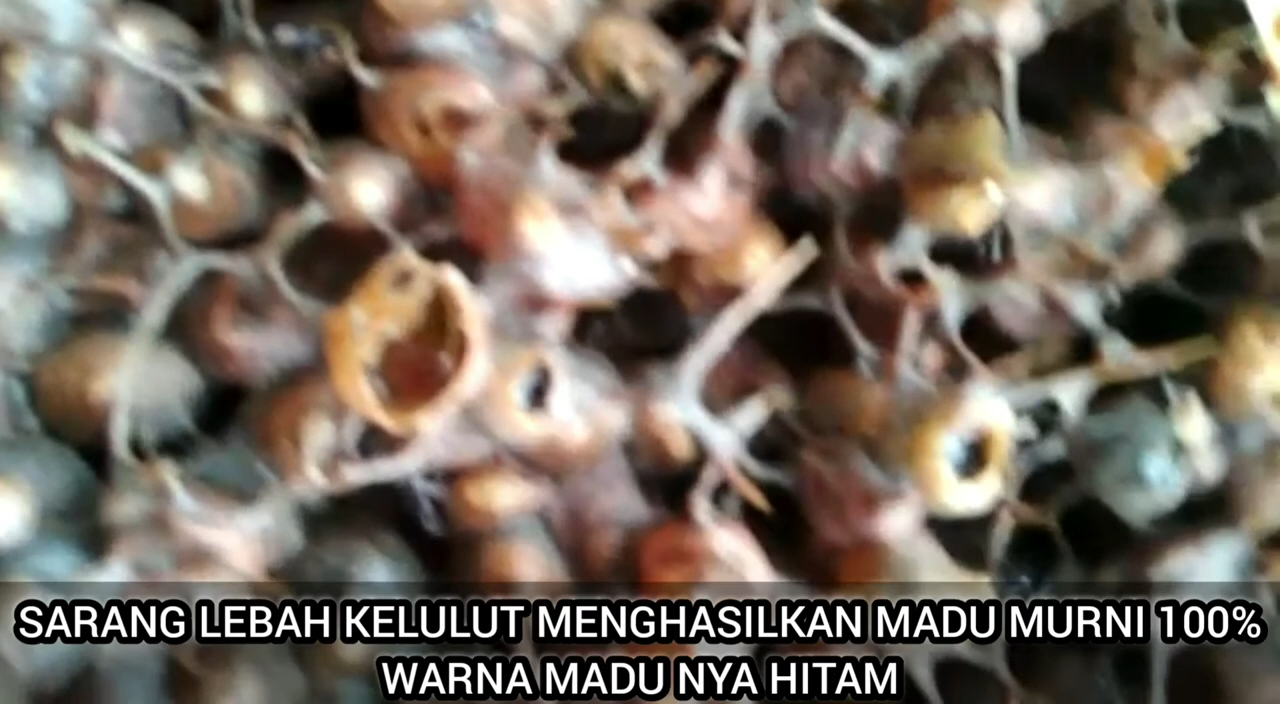 SARANG LEBAH KELULUT MENGHASILKAN MADU MURNI 100%
WARNA MADU NYA HITAM